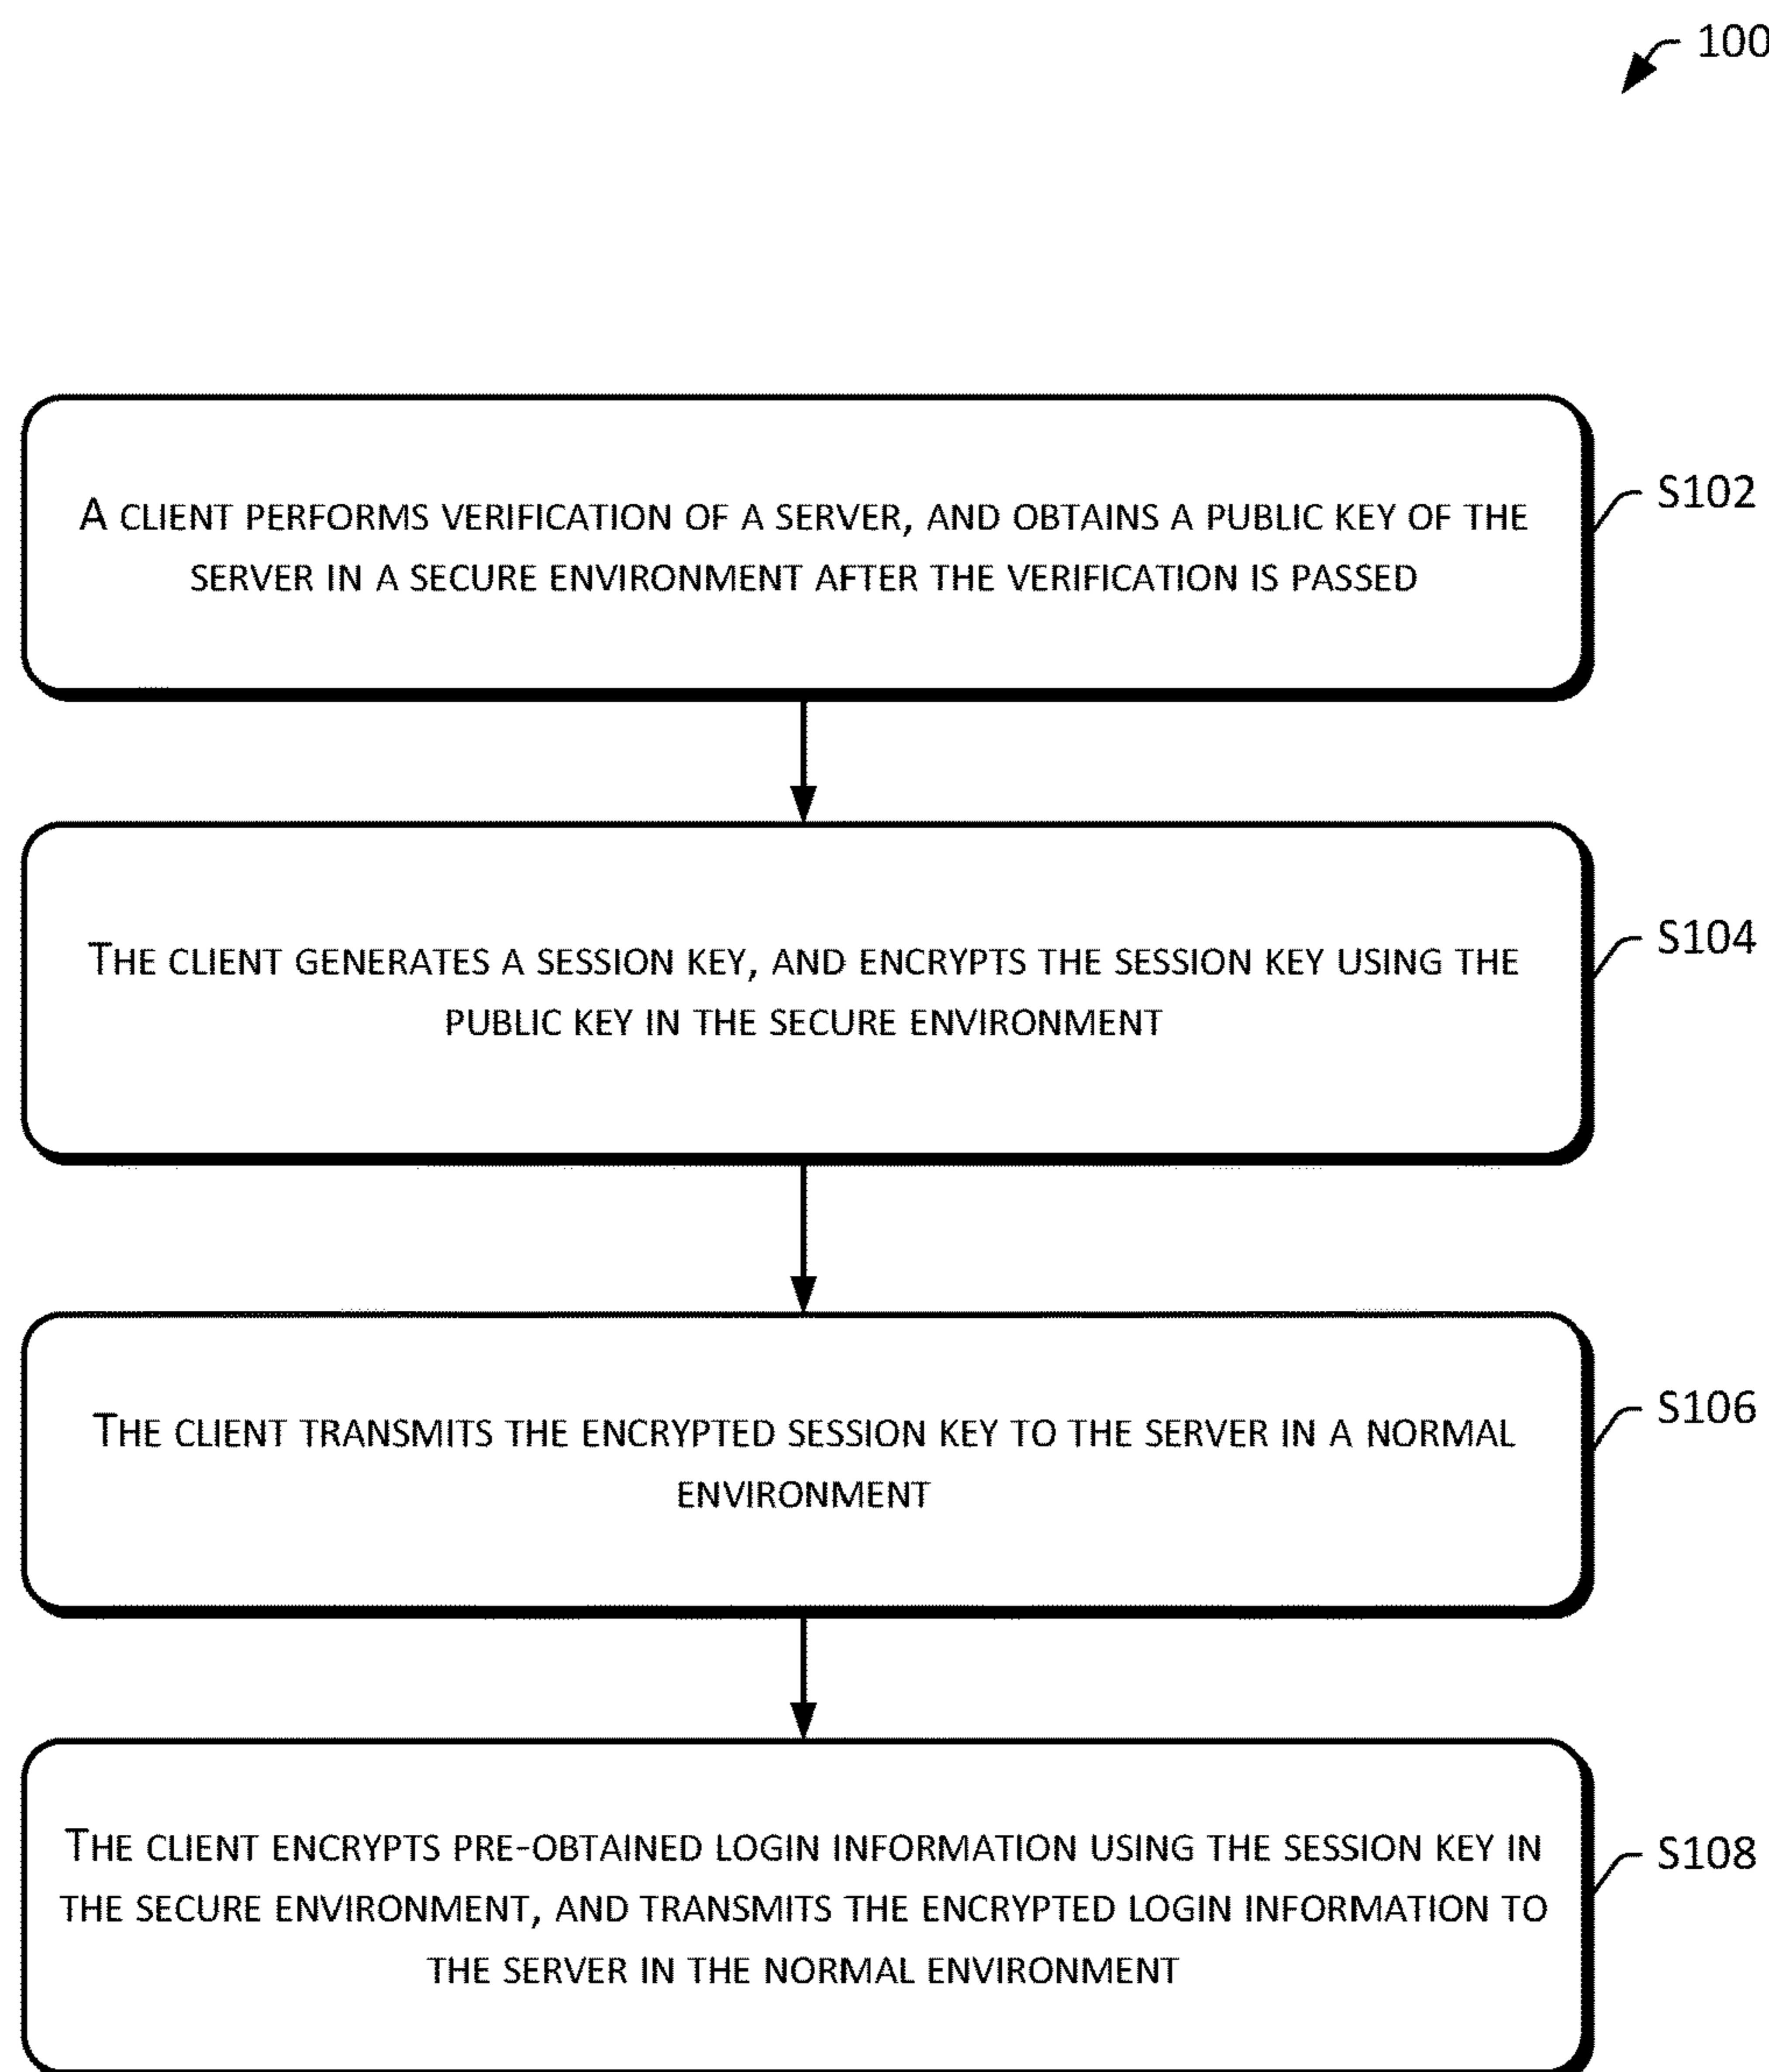 100
A CLIENT PERFORMS VERIFICATION OF A SERVER, AND OBTAINS A PUBLIC KEY OF THE
SERVER IN A SECURE ENVIRONMENT AFTER THE VERIFICATION IS PASSED
S102
THE CLIENT GENERATES A SESSION KEY, AND ENCRYPTS THE SESSION KEY USING THE
PUBLIC KEY IN THE SECURE ENVIRONMENT
S104
THE CLIENT TRANSMITS THE ENCRYPTED SESSION KEY TO THE SERVER IN A NORMAL
ENVIRONMENT
S106
THE CLIENT ENCRYPTS PRE-OBTAINED LOGIN INFORMATION USING THE SESSION KEY IN
THE SECURE ENVIRONMENT, AND TRANSMITS THE ENCRYPTED LOGIN INFORMATION TO
THE SERVER IN THE NORMAL ENVIRONMENT
S108